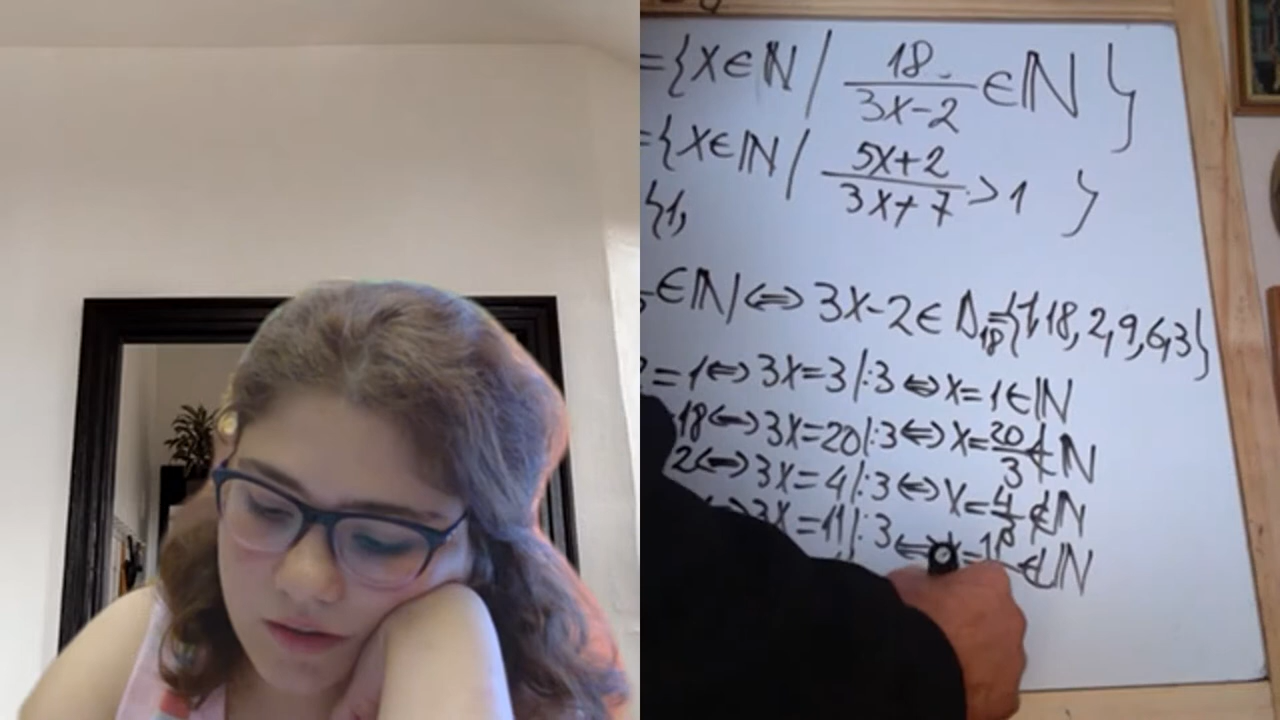 ={x∈ℕ / 18/(3x-2) ∈ℕ}
={x∈ℕ / (5x+2)/(3x+7) >1 }
{1,
∈ℕ ⟺ 3x-2∈ D₁₈={1,18,2,9,6,3}
=1⟺3x=3/:3⟺x=1∈ℕ
=18⟺3x=20/:3⟺x=20/3∉ℕ
2⟺3x=4/:3⟺x=4/3∉ℕ
⟺3x=11/:3⟺ ∉ℕ